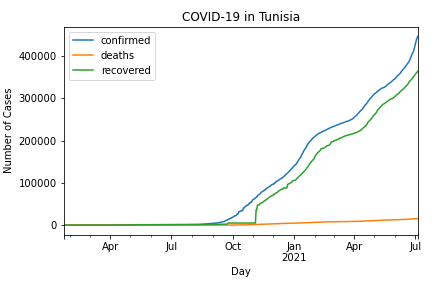 COVID-19 in Tunisia
confirmed
deaths
recovered
Number of Cases
400000
300000
200000
100000
0
Apr Jul Oct Jan Apr Jul
2021
Day